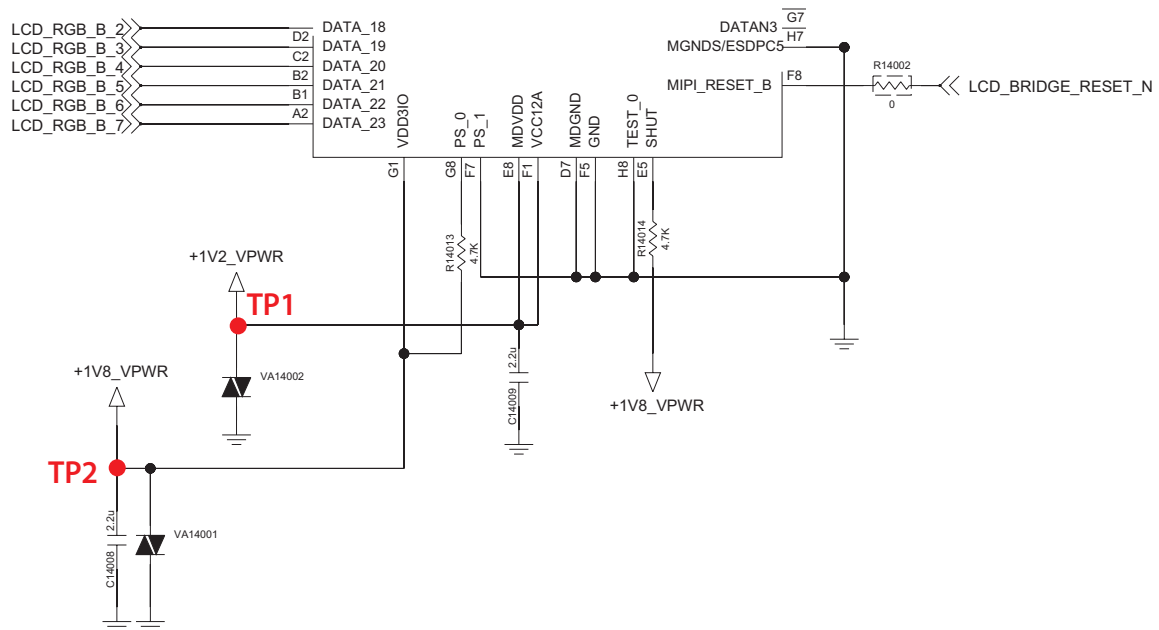 LCD_RGB_B_2
LCD_RGB_B_3
LCD_RGB_B_4
LCD_RGB_B_5
LCD_RGB_B_6
LCD_RGB_B_7
D2
C2
B2
B1
A2
DATA_18
DATA_19
DATA_20
DATA_21
DATA_22
DATA_23
VDD3IO
PS_0
PS_1
MDVDD
VCC12A
MDGND
GND
TEST_0
SHUT
DATAN3
MGNDS/ESDPC5
MIPI_RESET_B
G7
H7
F8
R14002
0
LCD_BRIDGE_RESET_N
G1
G8
F7
E8
F1
D7
F5
H8
E5
R14013
4.7K
R14014
4.7K
+1V2_VPWR
TP1
VA14002
2.2u
C14009
+1V8_VPWR
+1V8_VPWR
TP2
2.2u
C14008
VA14001